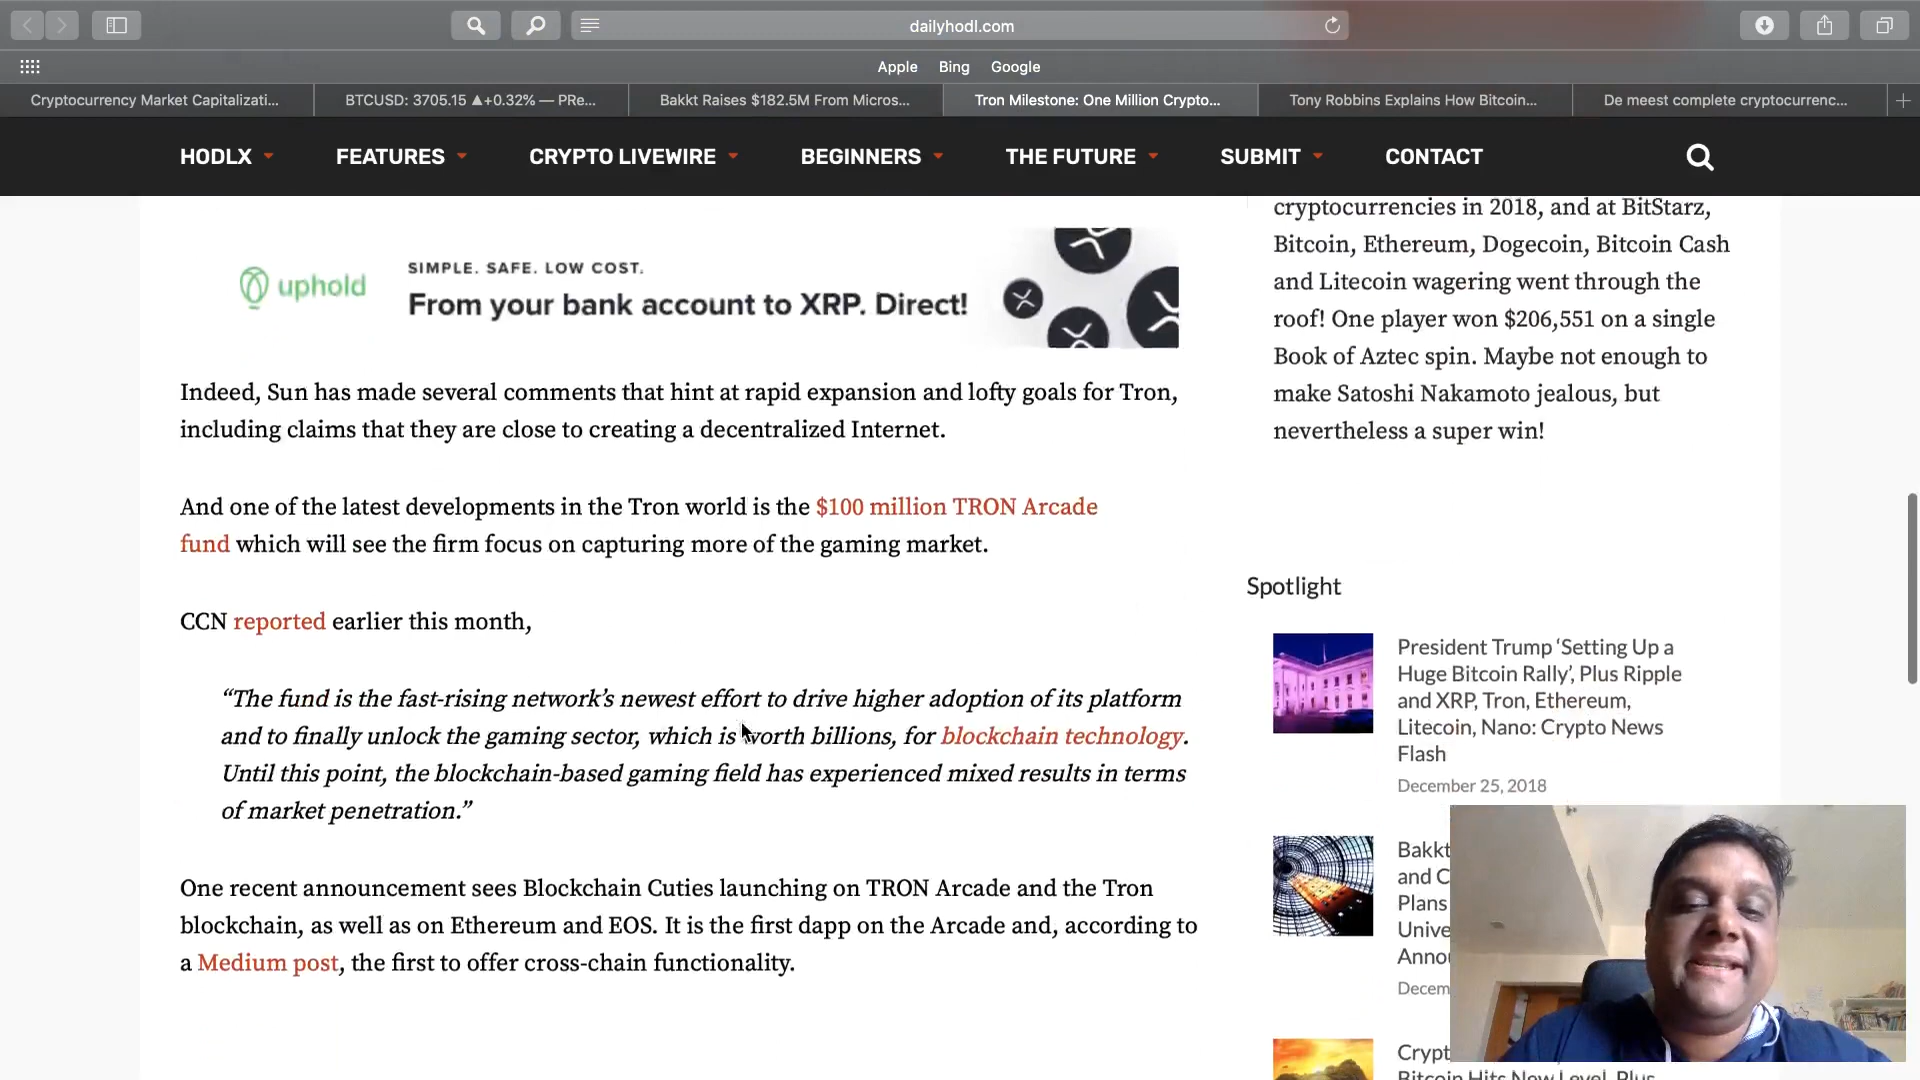 dailyhodl.com
Apple Bing Google
Cryptocurrency Market Capitalizati...
BTCUSD: 3705.15 ▲+0.32% — PRe...
Bakkt Raises $182.5M From Micros...
Tron Milestone: One Million Crypto...
Tony Robbins Explains How Bitcoin...
De meest complete cryptocurrenc...
HODLX FEATURES CRYPTO LIVEWIRE BEGINNERS THE FUTURE SUBMIT CONTACT
uphold
SIMPLE. SAFE. LOW COST.
From your bank account to XRP. Direct!
Indeed, Sun has made several comments that hint at rapid expansion and lofty goals for Tron,
including claims that they are close to creating a decentralized Internet.
And one of the latest developments in the Tron world is the $100 million TRON Arcade
fund which will see the firm focus on capturing more of the gaming market.
CCN reported earlier this month,
“The fund is the fast-rising network’s newest effort to drive higher adoption of its platform
and to finally unlock the gaming sector, which is worth billions, for blockchain technology.
Until this point, the blockchain-based gaming field has experienced mixed results in terms
of market penetration.”
One recent announcement sees Blockchain Cuties launching on TRON Arcade and the Tron
blockchain, as well as on Ethereum and EOS. It is the first dapp on the Arcade and, according to
a Medium post, the first to offer cross-chain functionality.
cryptocurrencies in 2018, and at BitStarz,
Bitcoin, Ethereum, Dogecoin, Bitcoin Cash
and Litecoin wagering went through the
roof! One player won $206,551 on a single
Book of Aztec spin. Maybe not enough to
make Satoshi Nakamoto jealous, but
nevertheless a super win!
Spotlight
President Trump ‘Setting Up a
Huge Bitcoin Rally’, Plus Ripple
and XRP, Tron, Ethereum,
Litecoin, Nano: Crypto News
Flash
December 25, 2018
Bakkt
and C
Plans
Unive
Anno
Decem
Crypt
Bitcoin Hits New Level, Plus